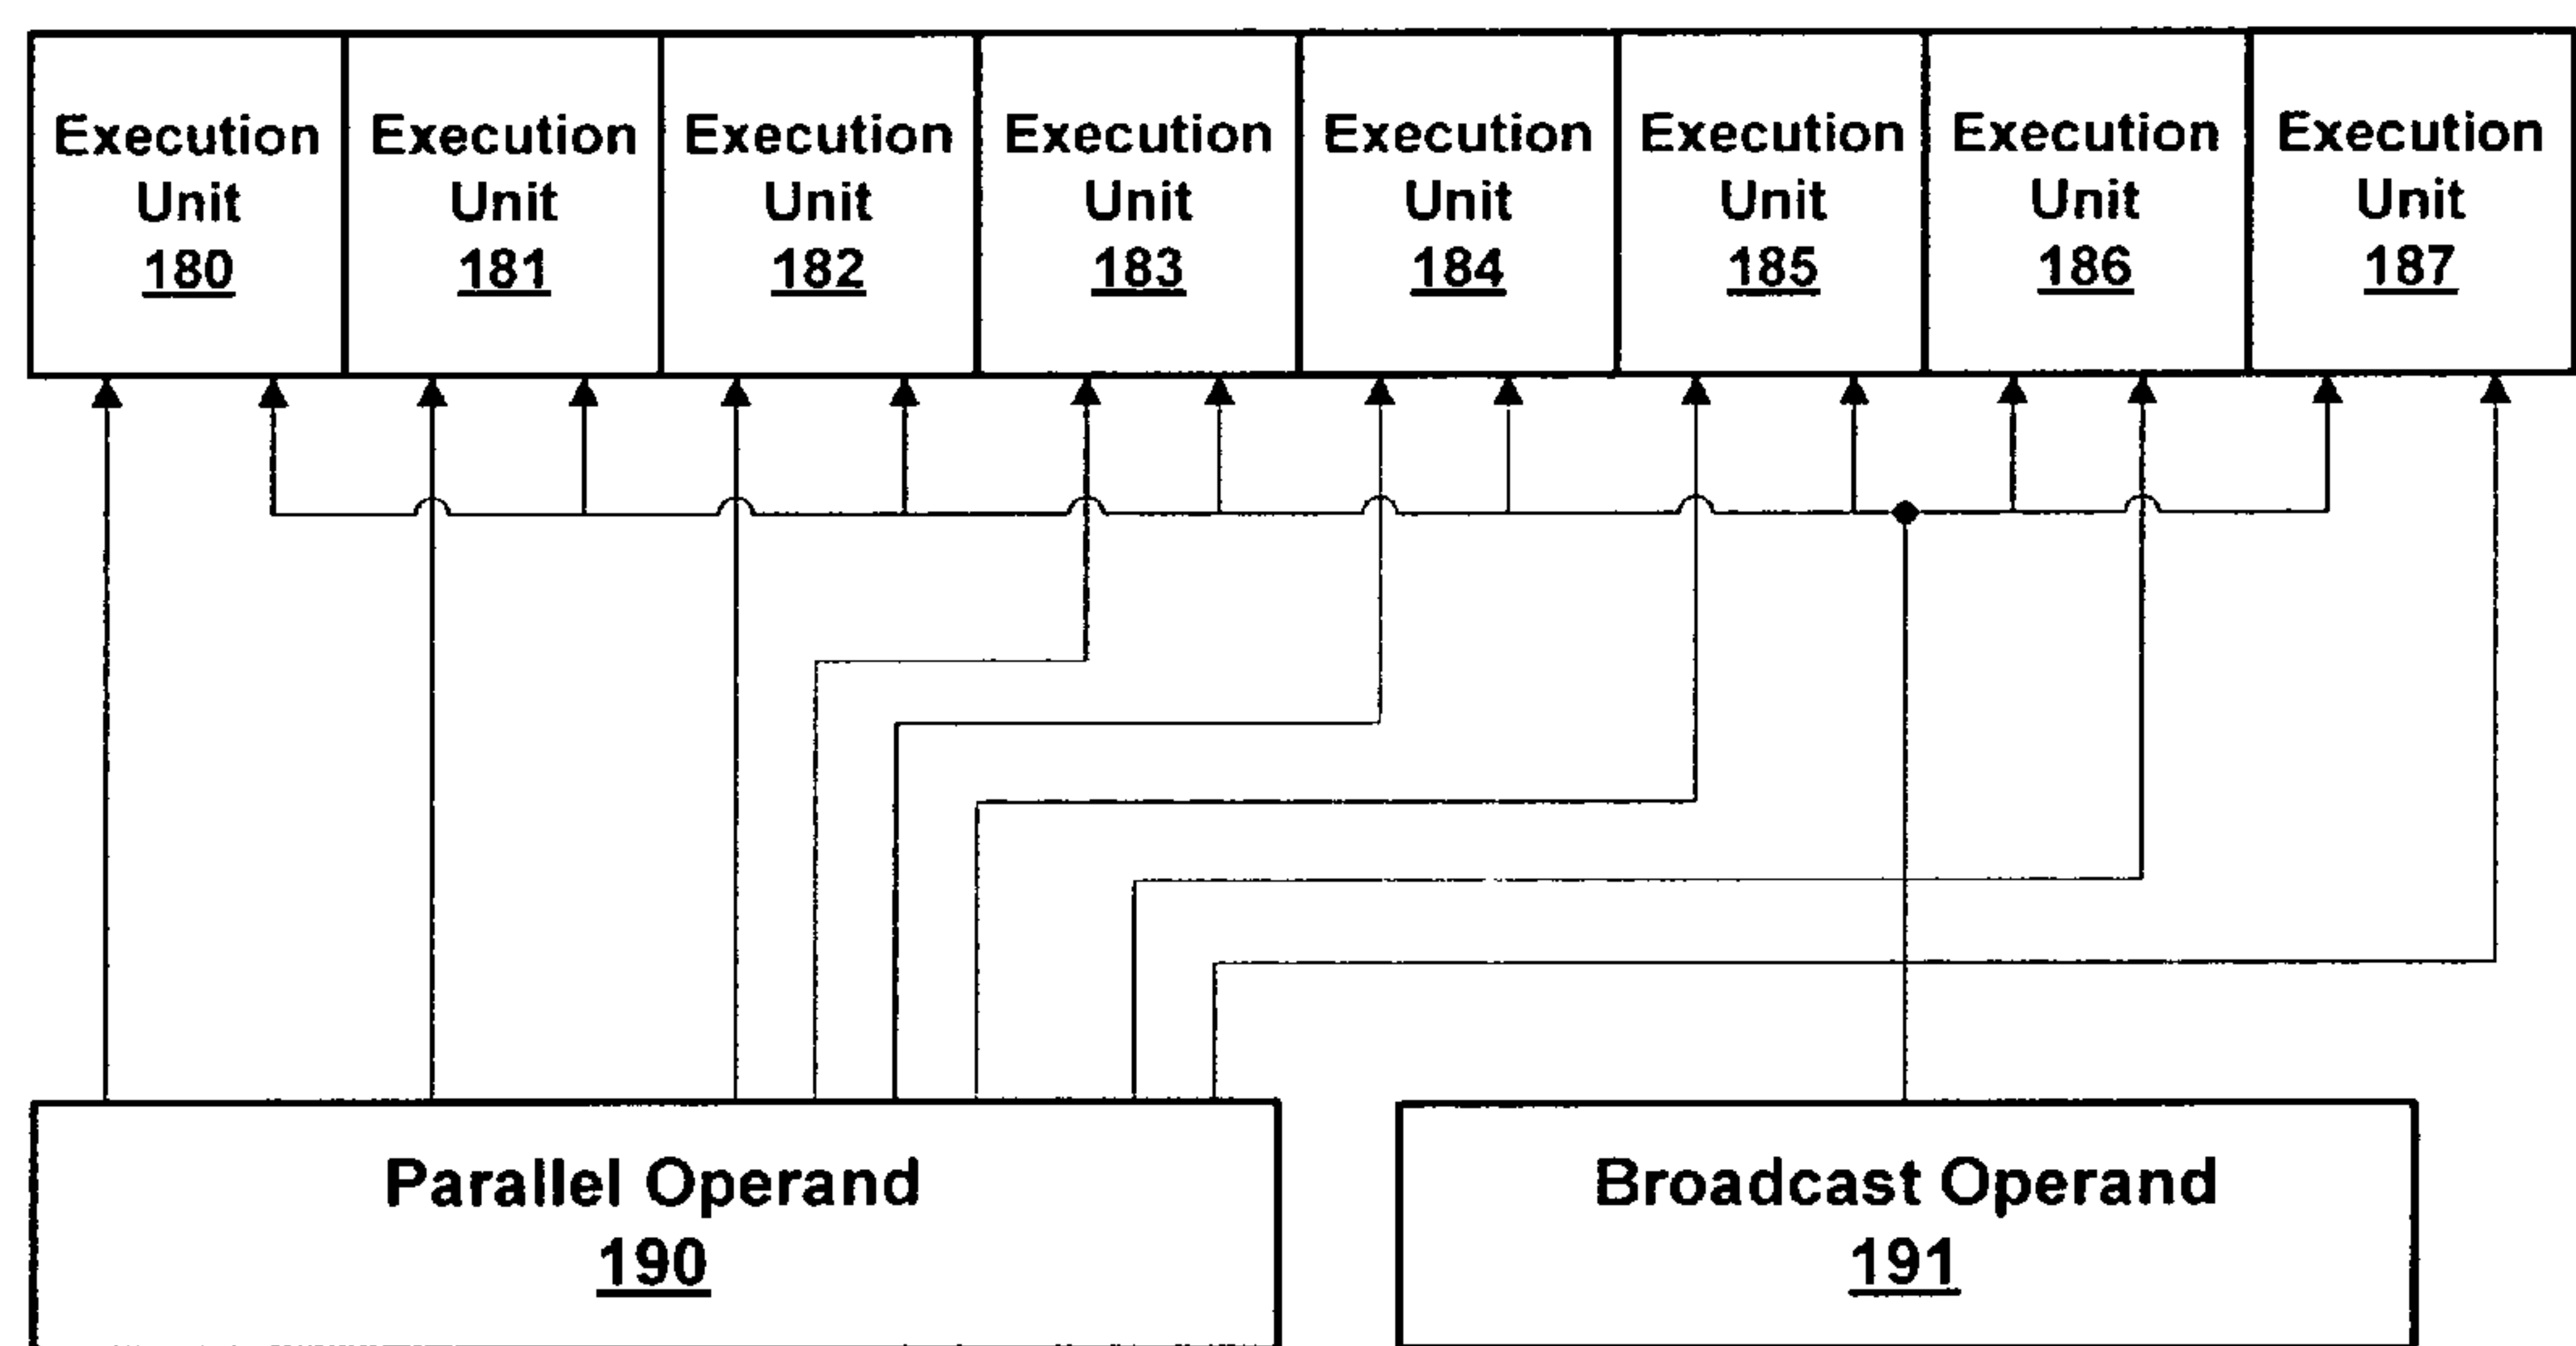 Execution Execution Execution Execution Execution Execution Execution Execution
Unit Unit Unit Unit Unit Unit Unit Unit
180 181 182 183 184 185 186 187
Parallel Operand Broadcast Operand
190 191